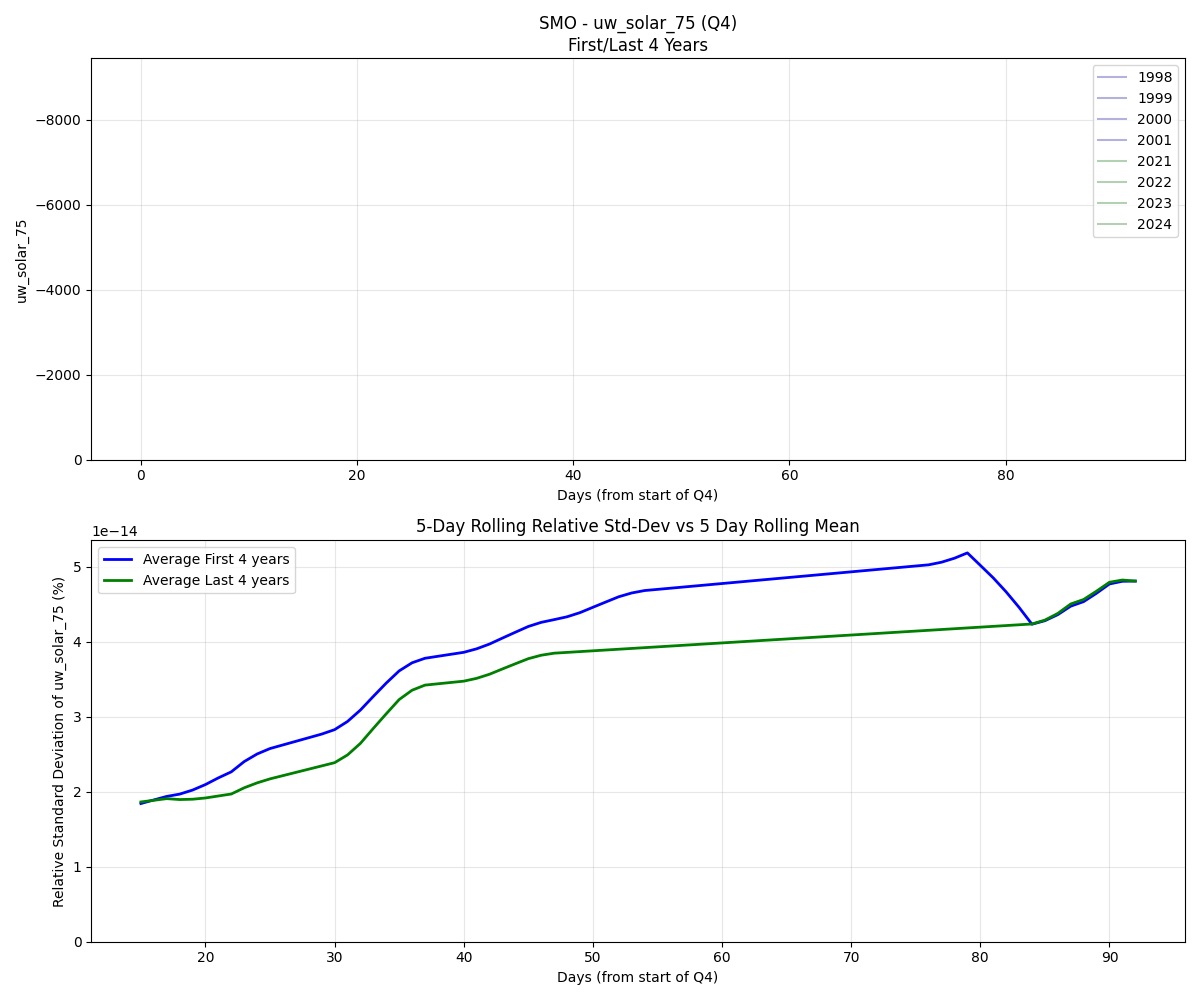 SMO - uw_solar_75 (Q4)
First/Last 4 Years
uw_solar_75
−8000
−6000
−4000
−2000
0
0 20 40 60 80
Days (from start of Q4)
1998
1999
2000
2001
2021
2022
2023
2024
5-Day Rolling Relative Std-Dev vs 5 Day Rolling Mean
1e−14
Relative Standard Deviation of uw_solar_75 (%)
5
4
3
2
1
0
20 30 40 50 60 70 80 90
Days (from start of Q4)
Average First 4 years
Average Last 4 years